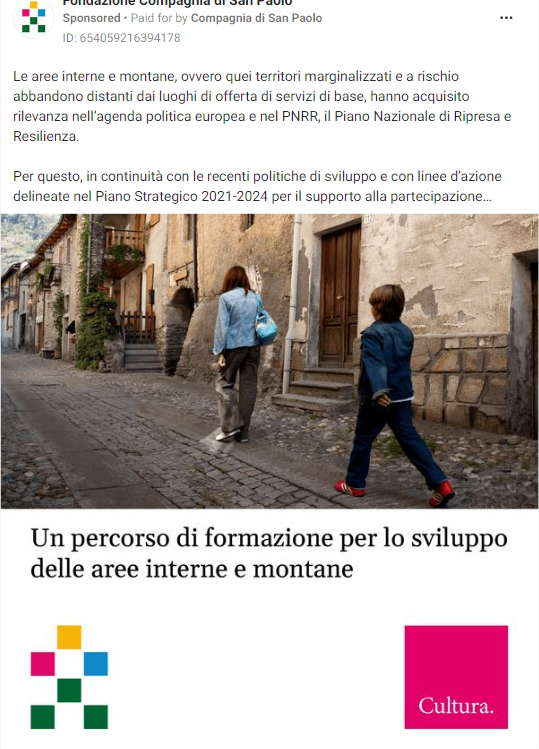 Fondazione Compagnia di San Paolo
Sponsored • Paid for by Compagnia di San Paolo
ID: 654059216394178
Le aree interne e montane, ovvero quei territori marginalizzati e a rischio
abbandono distanti dai luoghi di offerta di servizi di base, hanno acquisito
rilevanza nell’agenda politica europea e nel PNRR, il Piano Nazionale di Ripresa e
Resilienza.
Per questo, in continuità con le recenti politiche di sviluppo e con linee d’azione
delineate nel Piano Strategico 2021-2024 per il supporto alla partecipazione…
Un percorso di formazione per lo sviluppo
delle aree interne e montane
Cultura.